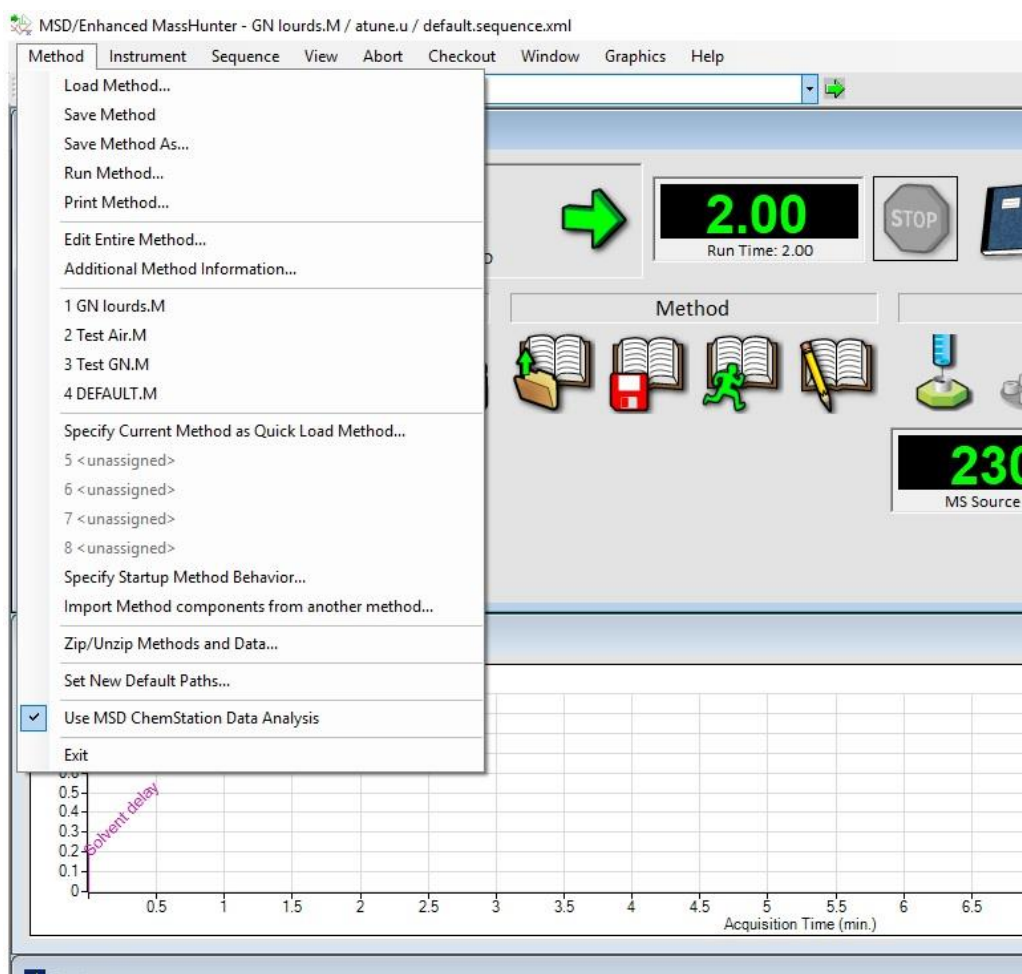 MSD/Enhanced MassHunter - GN lourds.M / atune.u / default.sequence.xml
Method Instrument Sequence View Abort Checkout Window Graphics Help
Load Method...
Save Method
Save Method As...
Run Method...
Print Method...
Edit Entire Method...
Additional Method Information...
1 GN lourds.M
2 Test Air.M
3 Test GN.M
4 DEFAULT.M
Specify Current Method as Quick Load Method...
5 <unassigned>
6 <unassigned>
7 <unassigned>
8 <unassigned>
Specify Startup Method Behavior...
Import Method components from another method...
Zip/Unzip Methods and Data...
Set New Default Paths...
Use MSD ChemStation Data Analysis
Exit
2.00
Run Time: 2.00
STOP
Method
230
MS Source
0.5
0.4
0.3
0.2
0.1
0
Solvent delay
0.5 1 1.5 2 2.5 3 3.5 4 4.5 5 5.5 6 6.5
Acquisition Time (min.)